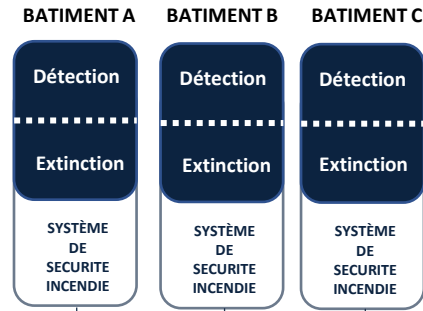 BATIMENT A
BATIMENT B
BATIMENT C
Détection
Détection
Détection
Extinction
Extinction
Extinction
SYSTÈME
DE
SECURITE
INCENDIE
SYSTÈME
DE
SECURITE
INCENDIE
SYSTÈME
DE
SECURITE
INCENDIE